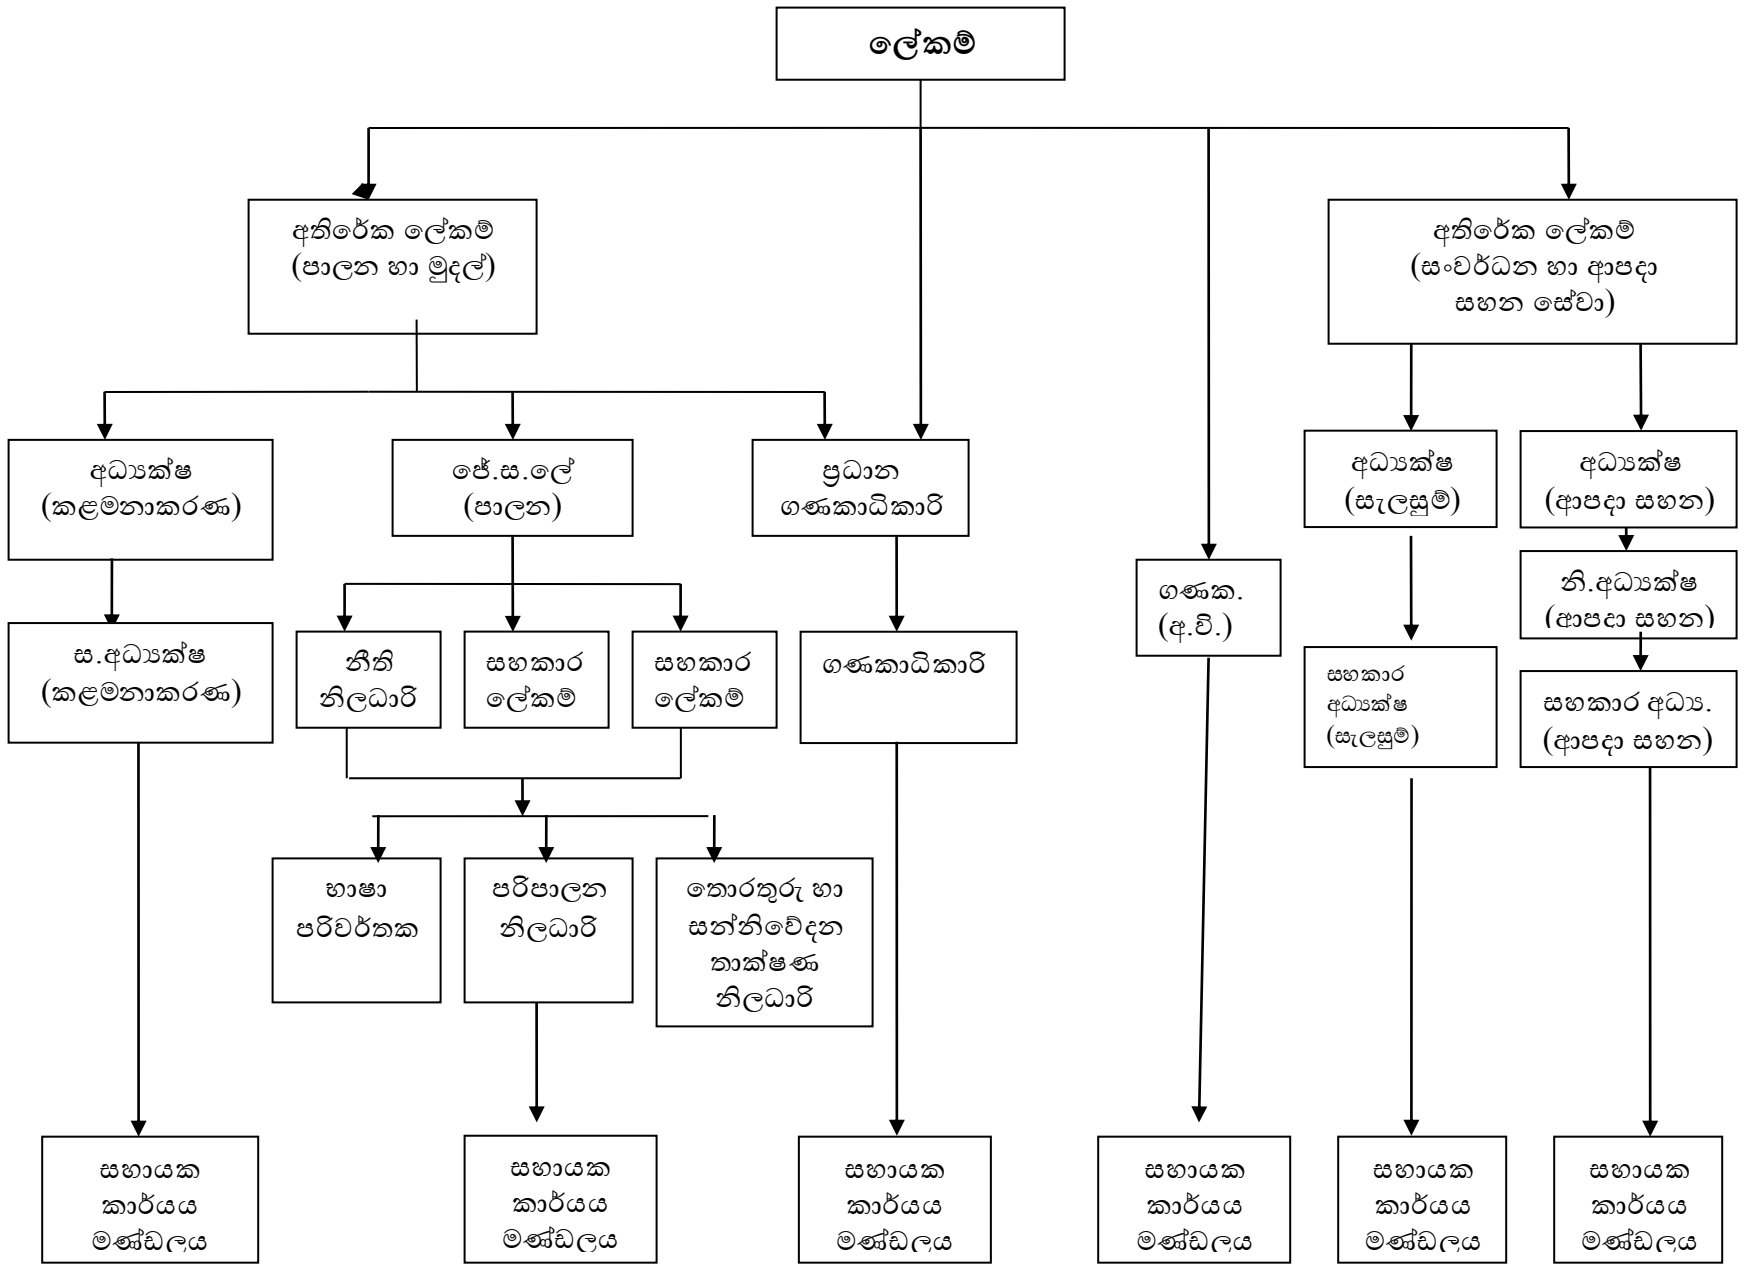 ලේකම්
අතිරේක ලේකම්
(පාලන හා මුදල්)
අතිරේක ලේකම්
(සංවර්ධන හා ආපදා
සහන සේවා)
අධ්‍යක්ෂ
(කළමනාකරණ)
ජේ.ස.ලේ
(පාලන)
ප්‍රධාන
ගණකාධිකාරි
අධ්‍යක්ෂ
(සැලසුම්)
අධ්‍යක්ෂ
(ආපදා සහන)
ගණක.
(අ.වි.)
නි.අධ්‍යක්ෂ
(ආපදා සහන)
ස.අධ්‍යක්ෂ
(කළමනාකරණ)
නීති
නිලධාරි
සහකාර
ලේකම්
සහකාර
ලේකම්
ගණකාධිකාරි
සහකාර
අධ්‍යක්ෂ
(සැලසුම්)
සහකාර අධ්‍ය.
(ආපදා සහන)
භාෂා
පරිවර්තක
පරිපාලන
නිලධාරි
තොරතුරු හා
සන්නිවේදන
තාක්ෂණ
නිලධාරි
සහායක
කාර්යය
මණ්ඩලය
සහායක
කාර්යය
මණ්ඩලය
සහායක
කාර්යය
මණ්ඩලය
සහායක
කාර්යය
මණ්ඩලය
සහායක
කාර්යය
මණ්ඩලය
සහායක
කාර්යය
මණ්ඩලය